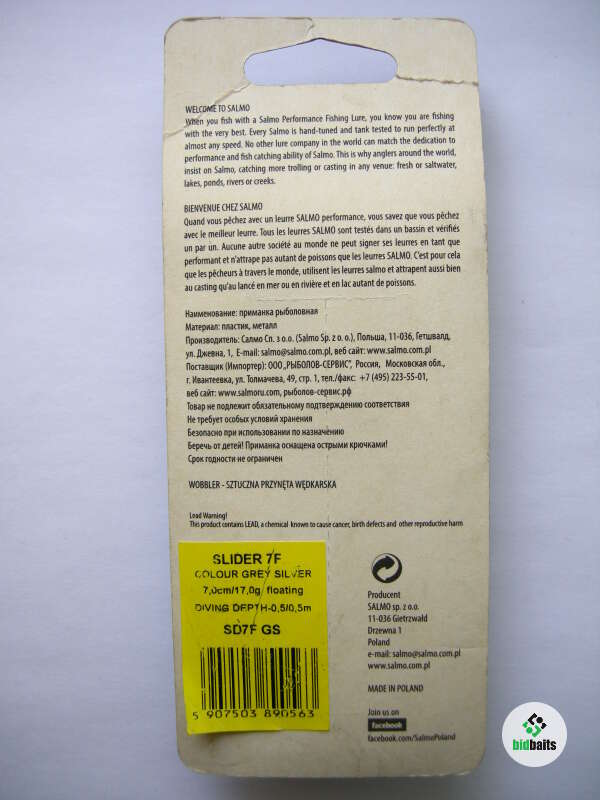 WELCOME TO SALMO
When you fish with a Salmo Performance Fishing Lure, you know you are fishing
with the very best. Every Salmo is hand-tuned and tank tested to run perfectly at
almost any speed. No other lure company in the world can match the dedication to
performance and fish catching ability of Salmo. This is why anglers around the world,
insist on Salmo, catching more trolling or casting in any venue: fresh or saltwater,
lakes, ponds, rivers or creeks.
BIENVENUE CHEZ SALMO
Quand vous pêchez avec un leurre SALMO performance, vous savez que vous pêchez
avec le meilleur leurre. Tous les leurres SALMO sont testés dans un bassin et vérifiés
un par un. Aucune autre société au monde ne peut signer ses leurres en tant que
performant et n'attrape pas autant de poissons que les leurres SALMO. C'est pour cela
que les pêcheurs à travers le monde, utilisent les leurres salmo et attrapent aussi bien
au casting qu'au lancé en mer ou en rivière et en lac autant de poissons.
Наименование: приманка рыболовная
Материал: пластик, металл
Производитель: Салмо Сп. з о.о. (Salmo Sp. z o. o.), Польша, 11-036, Гетшвалд,
ул. Джевна, 1, E-mail: salmo@salmo.com.pl, веб сайт: www.salmo.com.pl
Поставщик (Импортер): ООО „РЫБОЛОВ-СЕРВИС”, Россия, Московская обл.,
г. Ивантеевка, ул. Толмачева, 49, стр. 1, тел./факс: +7 (495) 223-55-01,
веб сайт: www.salmoru.com, рыболов-сервис.рф
Товар не подлежит обязательному подтверждению соответствия
Не требует особых условий хранения
Безопасно при использовании по назначению
Беречь от детей! Приманка оснащена острыми крючками!
Срок годности не ограничен
WOBBLER - SZTUCZNA PRZYNĘTA WĘDKARSKA
Lead Warning!
This product contains LEAD, a chemical known to cause cancer, birth defects and other reproductive harm
SLIDER 7F
COLOUR GREY SILVER
7,0cm/17,0g/ floating
DIVING DEPTH-0,5/0,5m
SD7F GS
5 907503 890563
Producent
SALMO sp. z o.o.
11-036 Gietrzwald
Drzewna 1
Poland
e-mail: salmo@salmo.com.pl
www.salmo.com.pl
MADE IN POLAND
Join us on
facebook
facebook.com/SalmoPoland
bidbaits